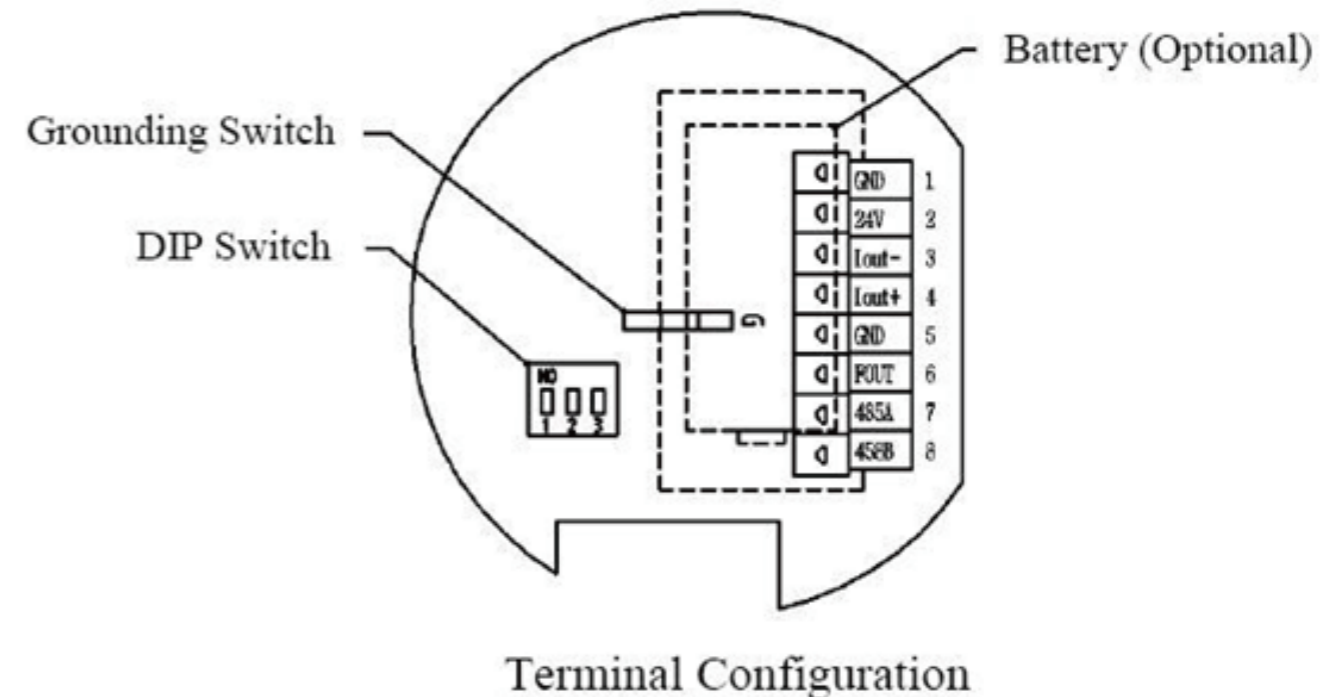 Battery (Optional)
Grounding Switch
DIP Switch
GND 1
24V 2
Iout- 3
Iout+ 4
GND 5
FOUT 6
485A 7
458B 8
G
NO
1 2 3
Terminal Configuration